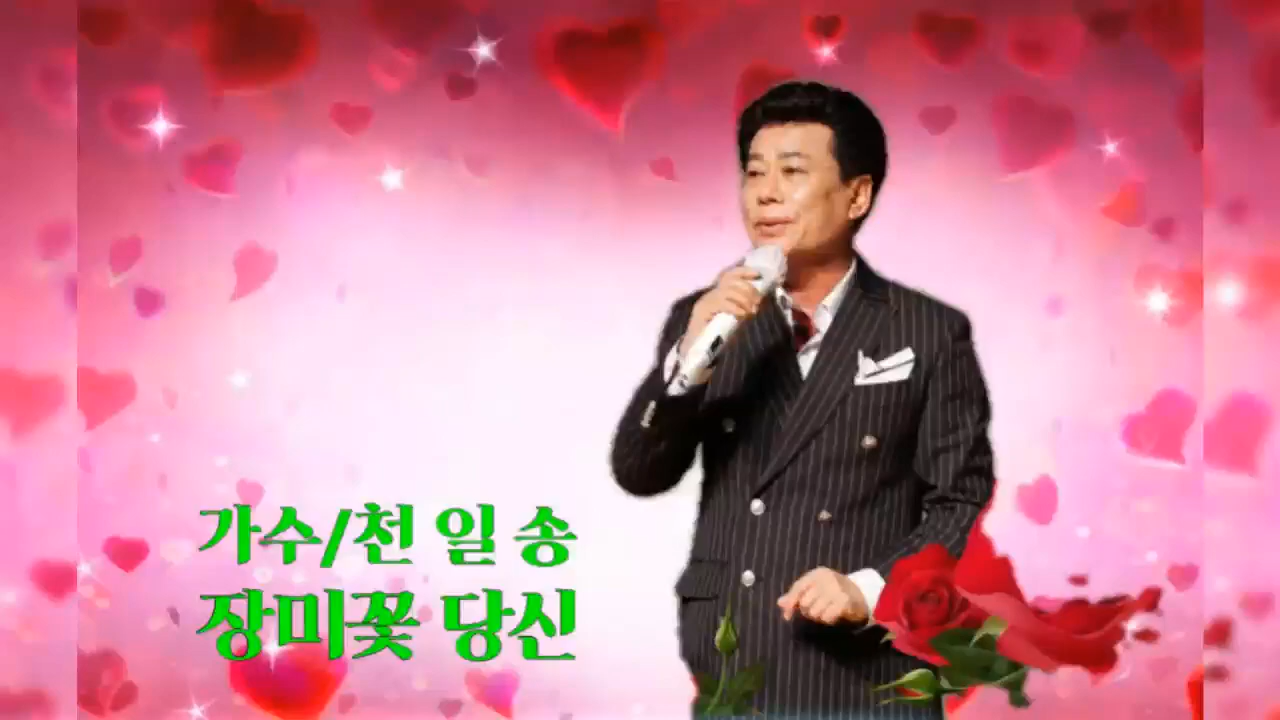 가수/천 일 송
장미꽃 당신